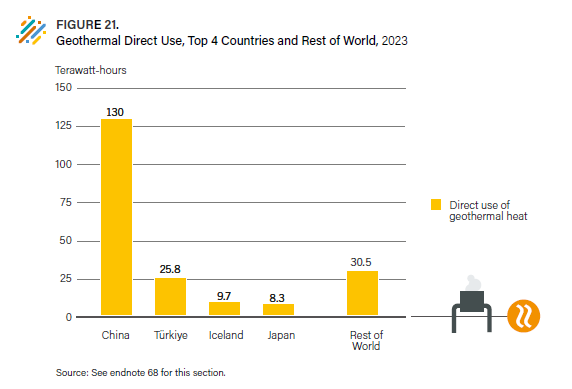 FIGURE 21.
Geothermal Direct Use, Top 4 Countries and Rest of World, 2023
Terawatt-hours
150
125
100
75
50
25
0
130
25.8
9.7
8.3
30.5
China
Türkiye
Iceland
Japan
Rest of
World
Direct use of
geothermal heat
Source: See endnote 68 for this section.